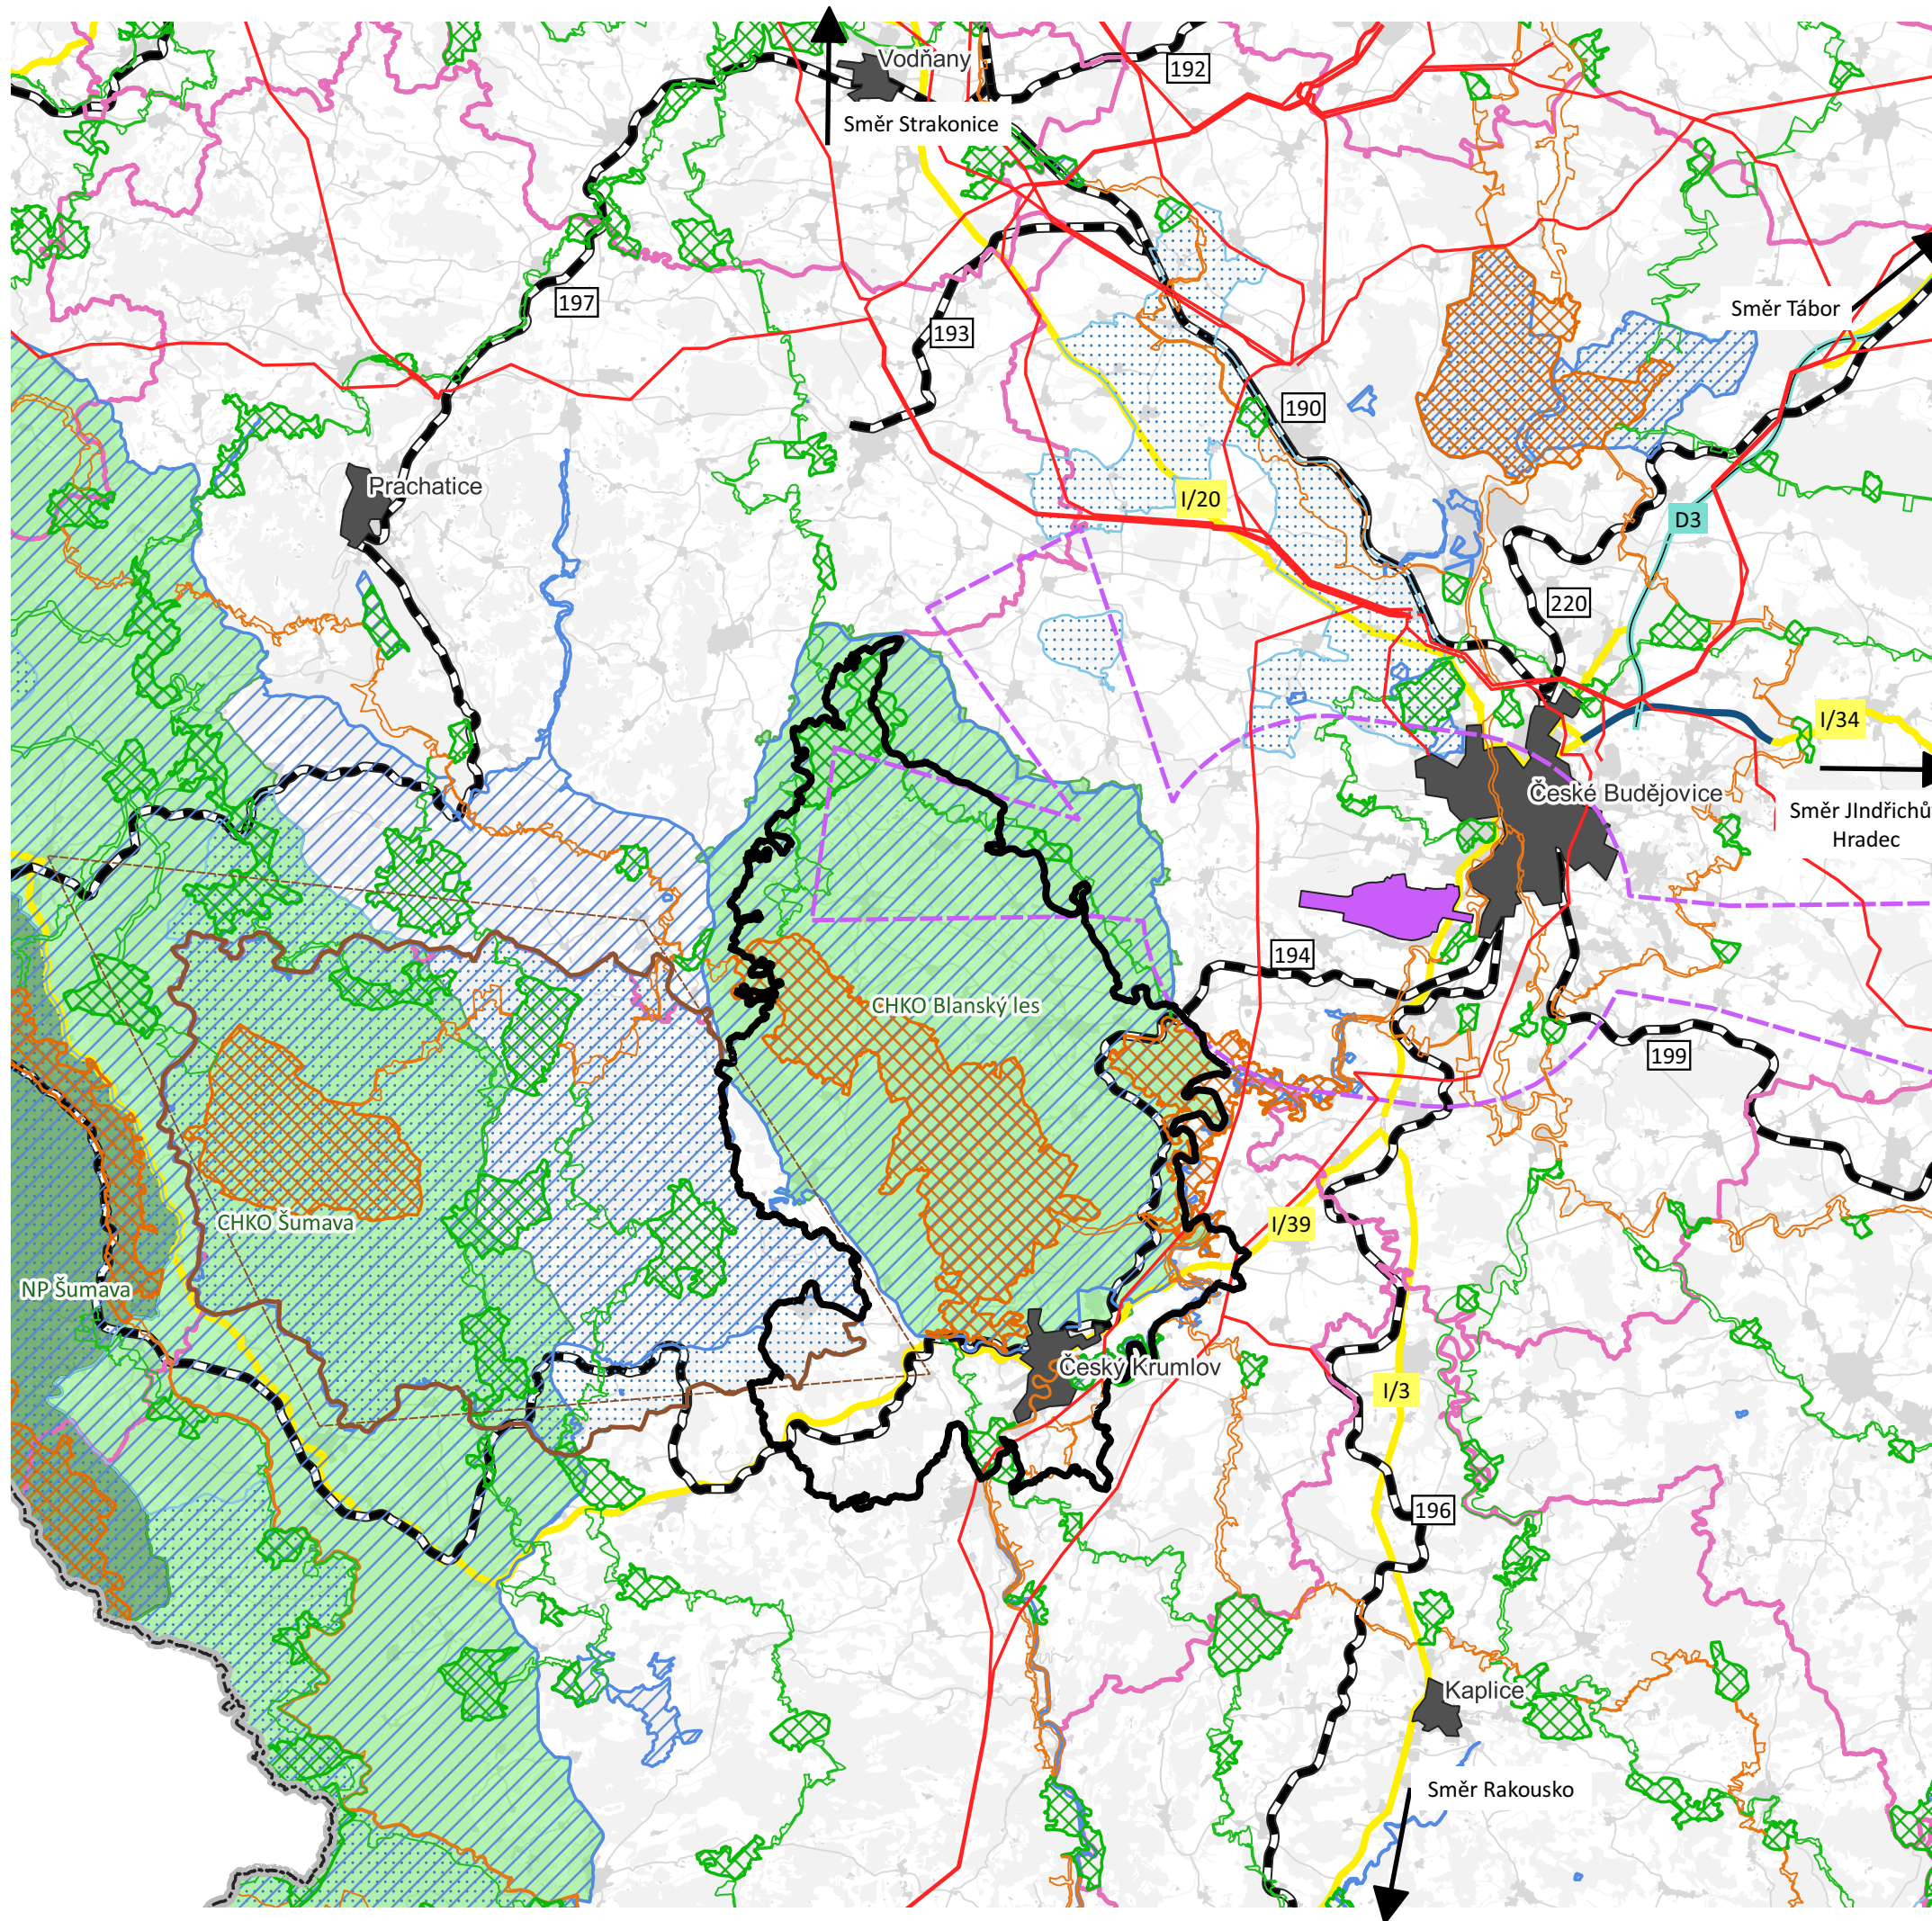 Vodňany
192
Směr Strakonice
197
193
Směr Tábor
190
Prachatice
I/20
D3
220
I/34
České Budějovice
Směr JIndřichů
Hradec
194
CHKO Blanský les
199
CHKO Šumava
I/39
NP Šumava
Český Krumlov
I/3
196
Kaplice
Směr Rakousko